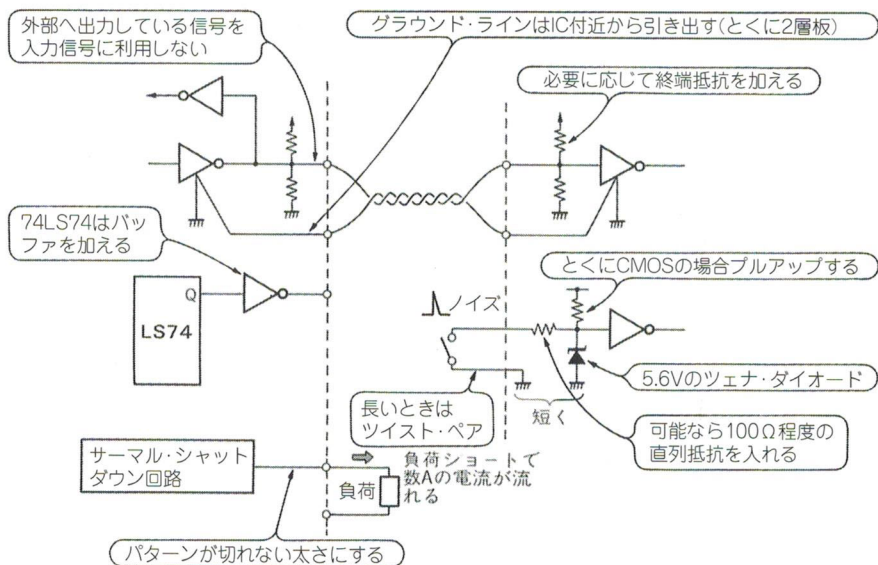 外部へ出力している信号を
入力信号に利用しない
グラウンド・ラインはIC付近から引き出す(とくに2層板)
必要に応じて終端抵抗を加える
74LS74はバッ
ファを加える
Q
LS74
ノイズ
とくにCMOSの場合プルアップする
5.6Vのツェナ・ダイオード
長いときは
ツイスト・ペア
短く
可能なら100Ω程度の
直列抵抗を入れる
サーマル・シャット
ダウン回路
負荷
負荷ショートで
数Aの電流が流
れる
パターンが切れない太さにする